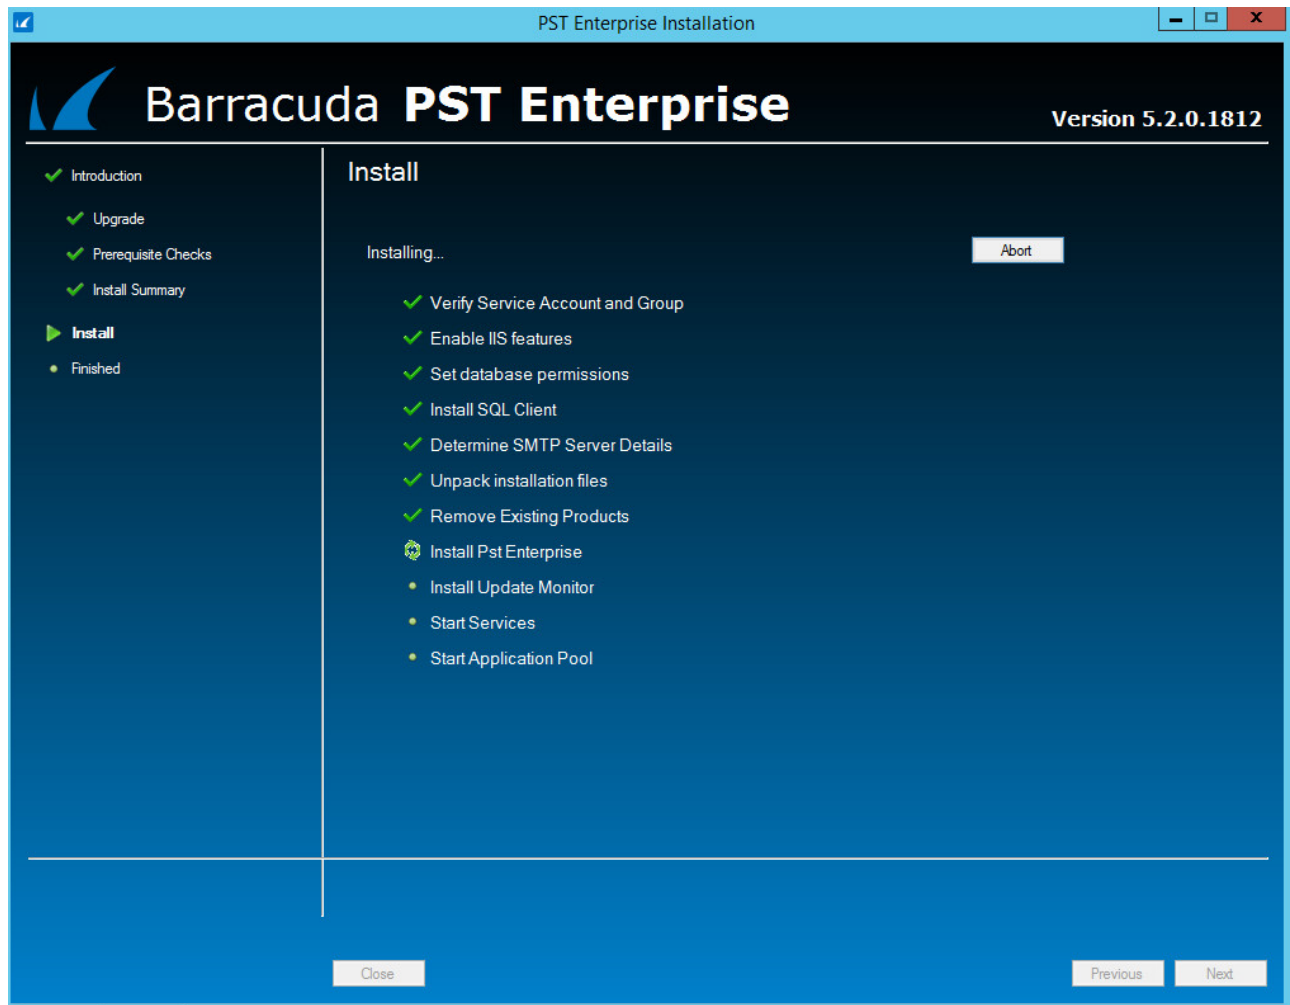 PST Enterprise Installation
Barracuda PST Enterprise
Version 5.2.0.1812
Introduction
Upgrade
Prerequisite Checks
Install Summary
Install
Finished
Install
Installing...
Abort
Verify Service Account and Group
Enable IIS features
Set database permissions
Install SQL Client
Determine SMTP Server Details
Unpack installation files
Remove Existing Products
Install Pst Enterprise
Install Update Monitor
Start Services
Start Application Pool
Close
Previous
Next